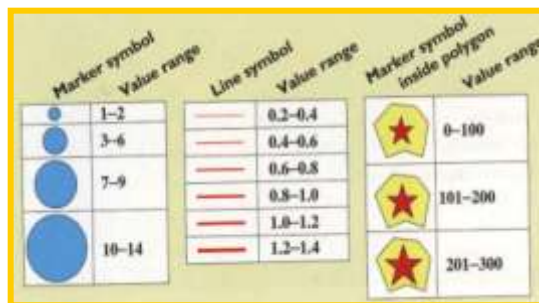 Marker symbol
Value range
1–2
3–6
7–9
10–14
Line symbol
Value range
0.2–0.4
0.4–0.6
0.6–0.8
0.8–1.0
1.0–1.2
1.2–1.4
Marker symbol
inside polygon
Value range
0–100
101–200
201–300